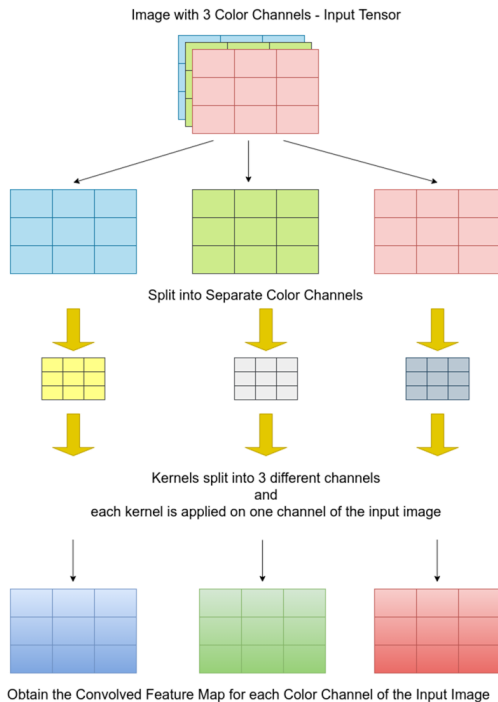 Image with 3 Color Channels - Input Tensor
Split into Separate Color Channels
Kernels split into 3 different channels
and
each kernel is applied on one channel of the input image
Obtain the Convolved Feature Map for each Color Channel of the Input Image